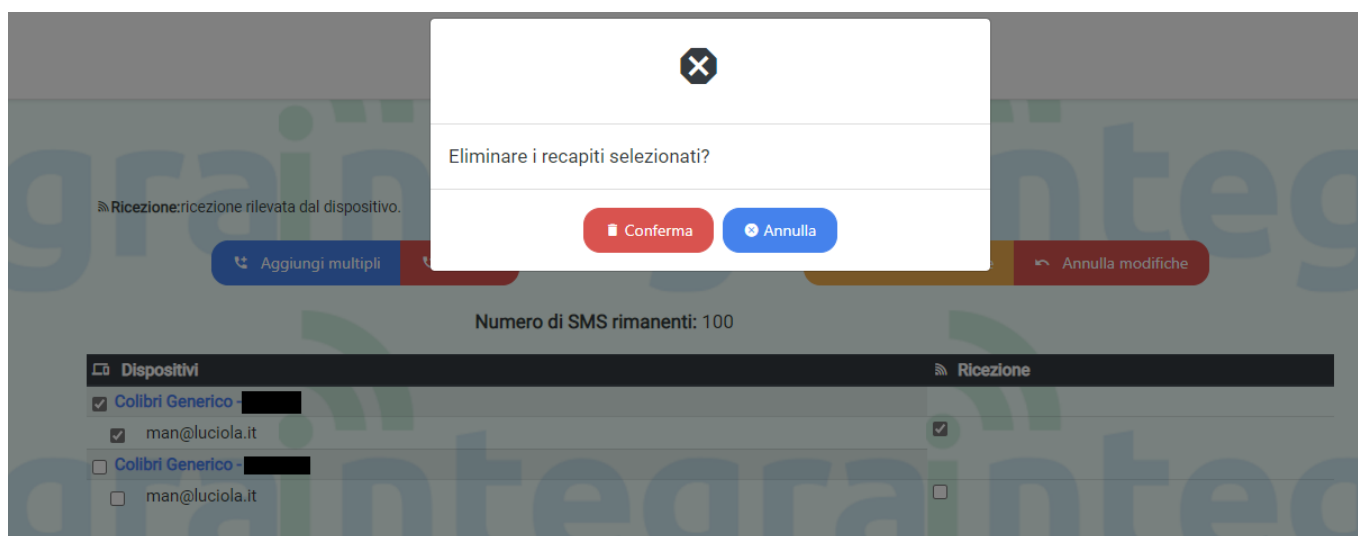 Eliminare i recapiti selezionati?
Conferma
Annulla
Ricezione:ricezione rilevata dal dispositivo.
Aggiungi multipli
Annulla modifiche
Numero di SMS rimanenti: 100
Dispositivi
Ricezione
Colibri Generico -
man@luciola.it
Colibri Generico -
man@luciola.it